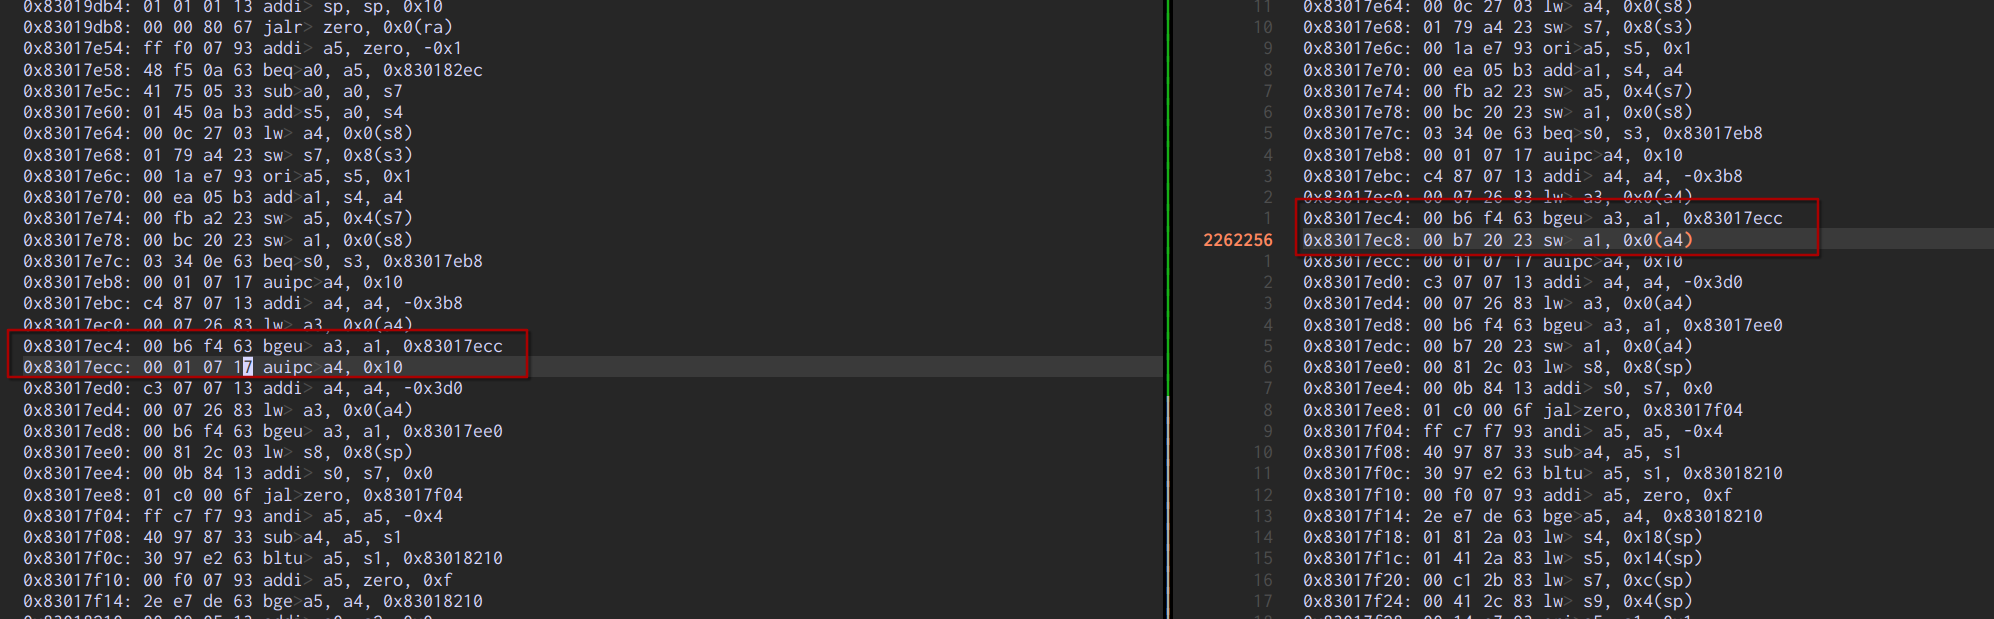 0x83019db4: 01 01 01 13 addi> sp, sp, 0x10
0x83019db8: 00 00 80 67 jalr> zero, 0x0(ra)
0x83017e54: ff f0 07 93 addi> a5, zero, -0x1
0x83017e58: 48 f5 0a 63 beq>a0, a5, 0x830182ec
0x83017e5c: 41 75 05 33 sub>a0, a0, s7
0x83017e60: 01 45 0a b3 add>s5, a0, s4
0x83017e64: 00 0c 27 03 lw> a4, 0x0(s8)
0x83017e68: 01 79 a4 23 sw> s7, 0x8(s3)
0x83017e6c: 00 1a e7 93 ori>a5, s5, 0x1
0x83017e70: 00 ea 05 b3 add>a1, s4, a4
0x83017e74: 00 fb a2 23 sw> a5, 0x4(s7)
0x83017e78: 00 bc 20 23 sw> a1, 0x0(s8)
0x83017e7c: 03 34 0e 63 beq>s0, s3, 0x83017eb8
0x83017eb8: 00 01 07 17 auipc>a4, 0x10
0x83017ebc: c4 87 07 13 addi> a4, a4, -0x3b8
0x83017ec0: 00 07 26 83 lw> a3, 0x0(a4)
0x83017ec4: 00 b6 f4 63 bgeu> a3, a1, 0x83017ecc
0x83017ecc: 00 01 07 17 auipc>a4, 0x10
0x83017ed0: c3 07 07 13 addi> a4, a4, -0x3d0
0x83017ed4: 00 07 26 83 lw> a3, 0x0(a4)
0x83017ed8: 00 b6 f4 63 bgeu> a3, a1, 0x83017ee0
0x83017ee0: 00 81 2c 03 lw> s8, 0x8(sp)
0x83017ee4: 00 0b 84 13 addi> s0, s7, 0x0
0x83017ee8: 01 c0 00 6f jal>zero, 0x83017f04
0x83017f04: ff c7 f7 93 andi> a5, a5, -0x4
0x83017f08: 40 97 87 33 sub>a4, a5, s1
0x83017f0c: 30 97 e2 63 bltu> a5, s1, 0x83018210
0x83017f10: 00 f0 07 93 addi> a5, zero, 0xf
0x83017f14: 2e e7 de 63 bge>a5, a4, 0x83018210
11 0x83017e64: 00 0c 27 03 lw> a4, 0x0(s8)
10 0x83017e68: 01 79 a4 23 sw> s7, 0x8(s3)
9 0x83017e6c: 00 1a e7 93 ori>a5, s5, 0x1
8 0x83017e70: 00 ea 05 b3 add>a1, s4, a4
7 0x83017e74: 00 fb a2 23 sw> a5, 0x4(s7)
6 0x83017e78: 00 bc 20 23 sw> a1, 0x0(s8)
5 0x83017e7c: 03 34 0e 63 beq>s0, s3, 0x83017eb8
4 0x83017eb8: 00 01 07 17 auipc>a4, 0x10
3 0x83017ebc: c4 87 07 13 addi> a4, a4, -0x3b8
2 0x83017ec0: 00 07 26 83 lw> a3, 0x0(a4)
1 0x83017ec4: 00 b6 f4 63 bgeu> a3, a1, 0x83017ecc
2262256 0x83017ec8: 00 b7 20 23 sw> a1, 0x0(a4)
1 0x83017ecc: 00 01 07 17 auipc>a4, 0x10
2 0x83017ed0: c3 07 07 13 addi> a4, a4, -0x3d0
3 0x83017ed4: 00 07 26 83 lw> a3, 0x0(a4)
4 0x83017ed8: 00 b6 f4 63 bgeu> a3, a1, 0x83017ee0
5 0x83017edc: 00 b7 20 23 sw> a1, 0x0(a4)
6 0x83017ee0: 00 81 2c 03 lw> s8, 0x8(sp)
7 0x83017ee4: 00 0b 84 13 addi> s0, s7, 0x0
8 0x83017ee8: 01 c0 00 6f jal>zero, 0x83017f04
9 0x83017f04: ff c7 f7 93 andi> a5, a5, -0x4
10 0x83017f08: 40 97 87 33 sub>a4, a5, s1
11 0x83017f0c: 30 97 e2 63 bltu> a5, s1, 0x83018210
12 0x83017f10: 00 f0 07 93 addi> a5, zero, 0xf
13 0x83017f14: 2e e7 de 63 bge>a5, a4, 0x83018210
14 0x83017f18: 01 81 2a 03 lw> s4, 0x18(sp)
15 0x83017f1c: 01 41 2a 83 lw> s5, 0x14(sp)
16 0x83017f20: 00 c1 2b 83 lw> s7, 0xc(sp)
17 0x83017f24: 00 41 2c 83 lw> s9, 0x4(sp)